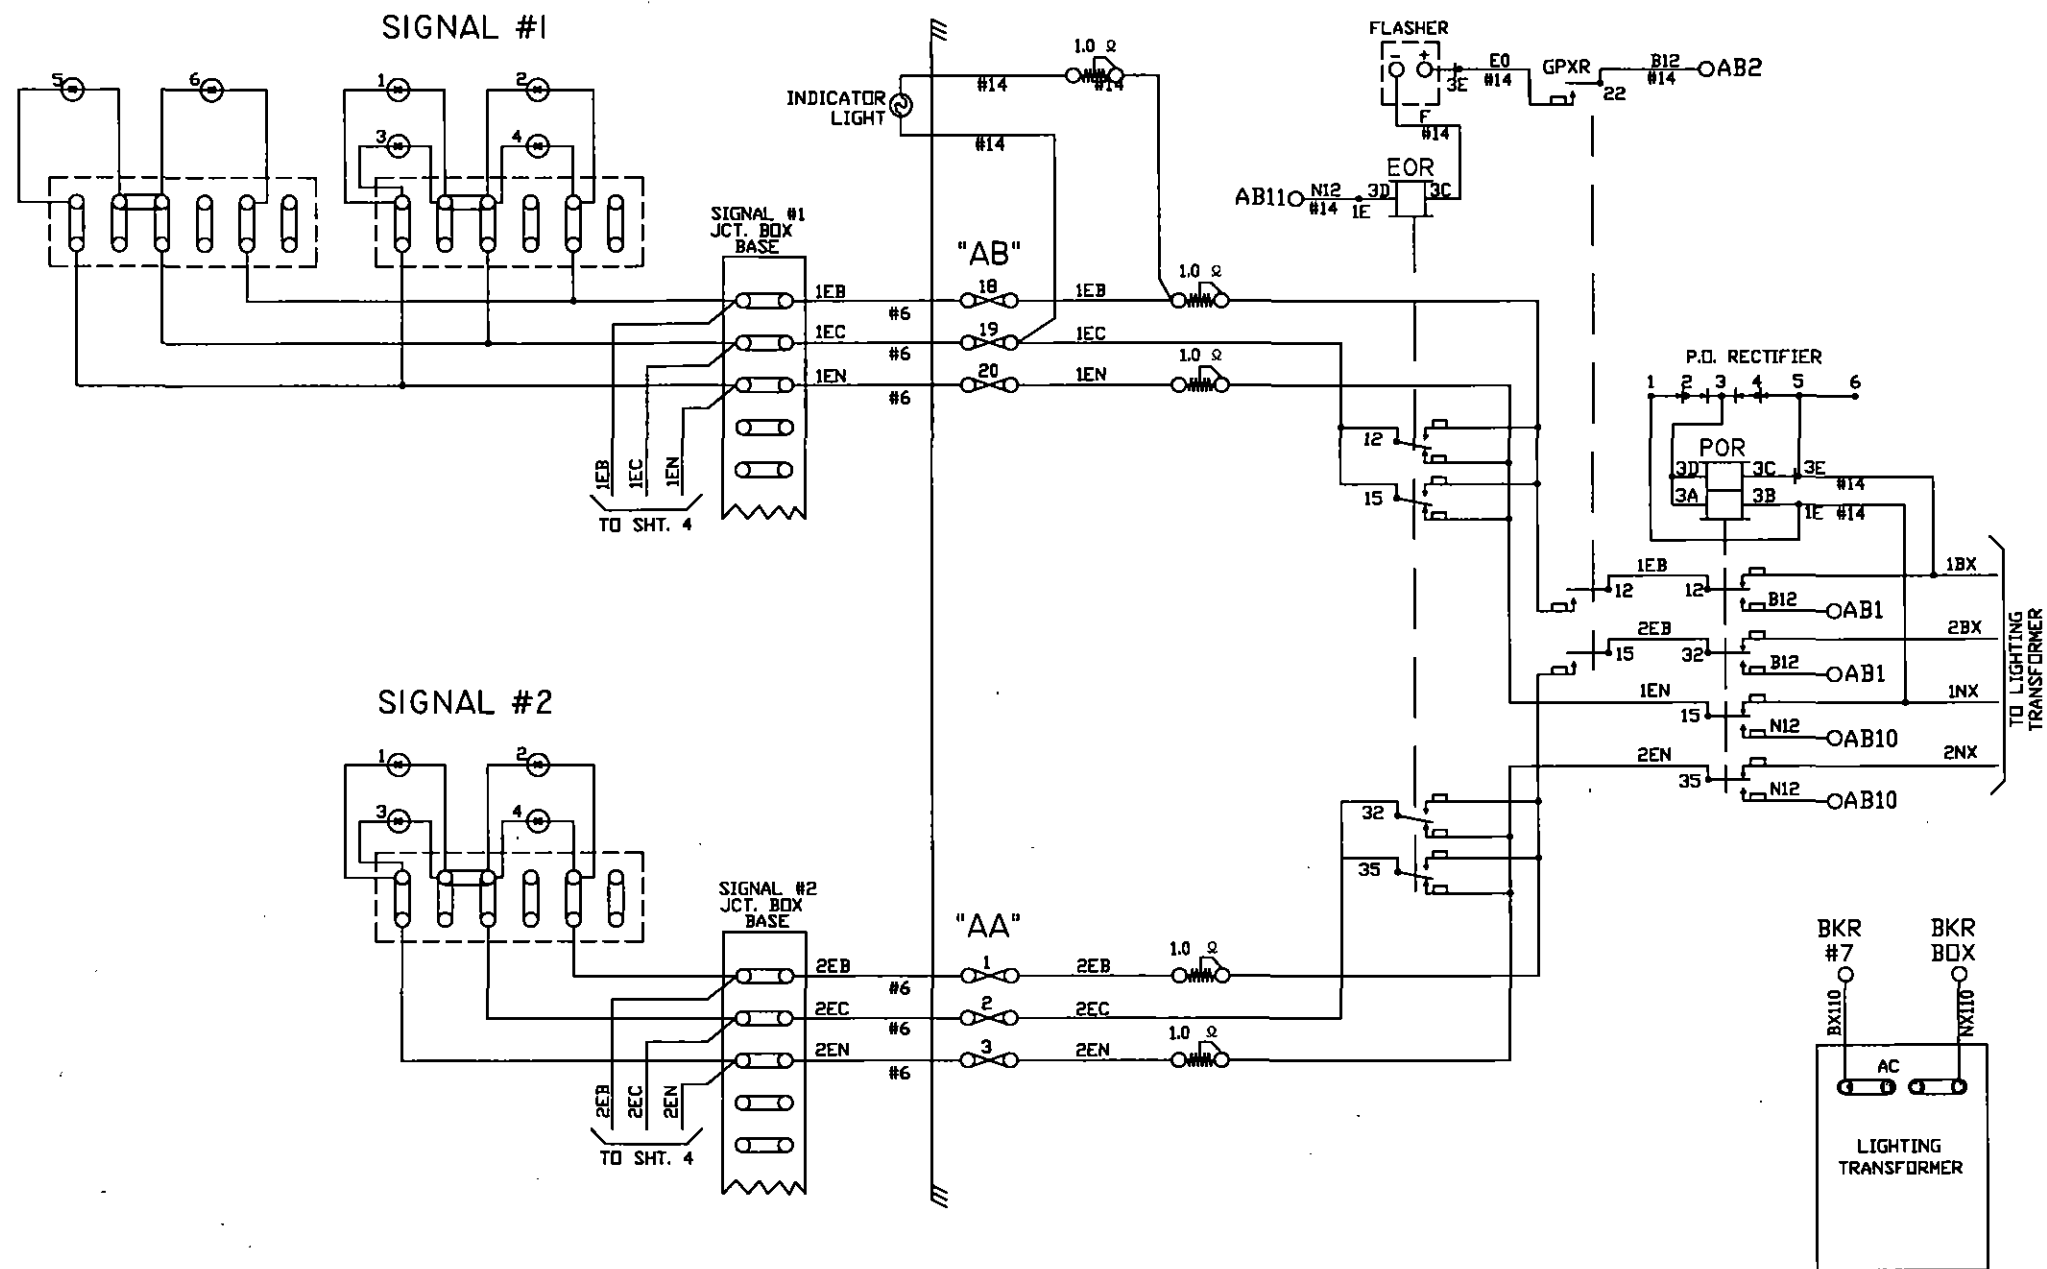 SIGNAL #1
5
6
1
2
3
4
SIGNAL #1
JCT. BOX
BASE
1EB
#6
1EC
#6
1EN
#6
1EB
1EC
1EN
TO SHT. 4
INDICATOR
LIGHT
#14
#14
1.0 Ω
#14
"AB"
18
1EB
1.0 Ω
19
1EC
20
1EN
1.0 Ω
FLASHER
- +
3E
E0
#14
GPXR
22
B12
#14
AB2
F
#14
EOR
AB11
N12
#14
3D
1E
3C
12
15
P.O. RECTIFIER
1 2 3 4 5 6
POR
3D
3C
3E
#14
3A
3B
1E
#14
12
1EB
12
1BX
B12
AB1
15
2EB
32
2BX
B12
AB1
1EN
15
1NX
N12
AB10
2EN
35
2NX
N12
AB10
TO LIGHTING
TRANSFORMER
SIGNAL #2
1
2
3
4
SIGNAL #2
JCT. BOX
BASE
2EB
#6
2EC
#6
2EN
#6
2EB
2EC
2EN
TO SHT. 4
"AA"
1
2EB
1.0 Ω
2
2EC
3
2EN
1.0 Ω
32
35
BKR
#7
BKR
BOX
BX110
NX110
AC
LIGHTING
TRANSFORMER